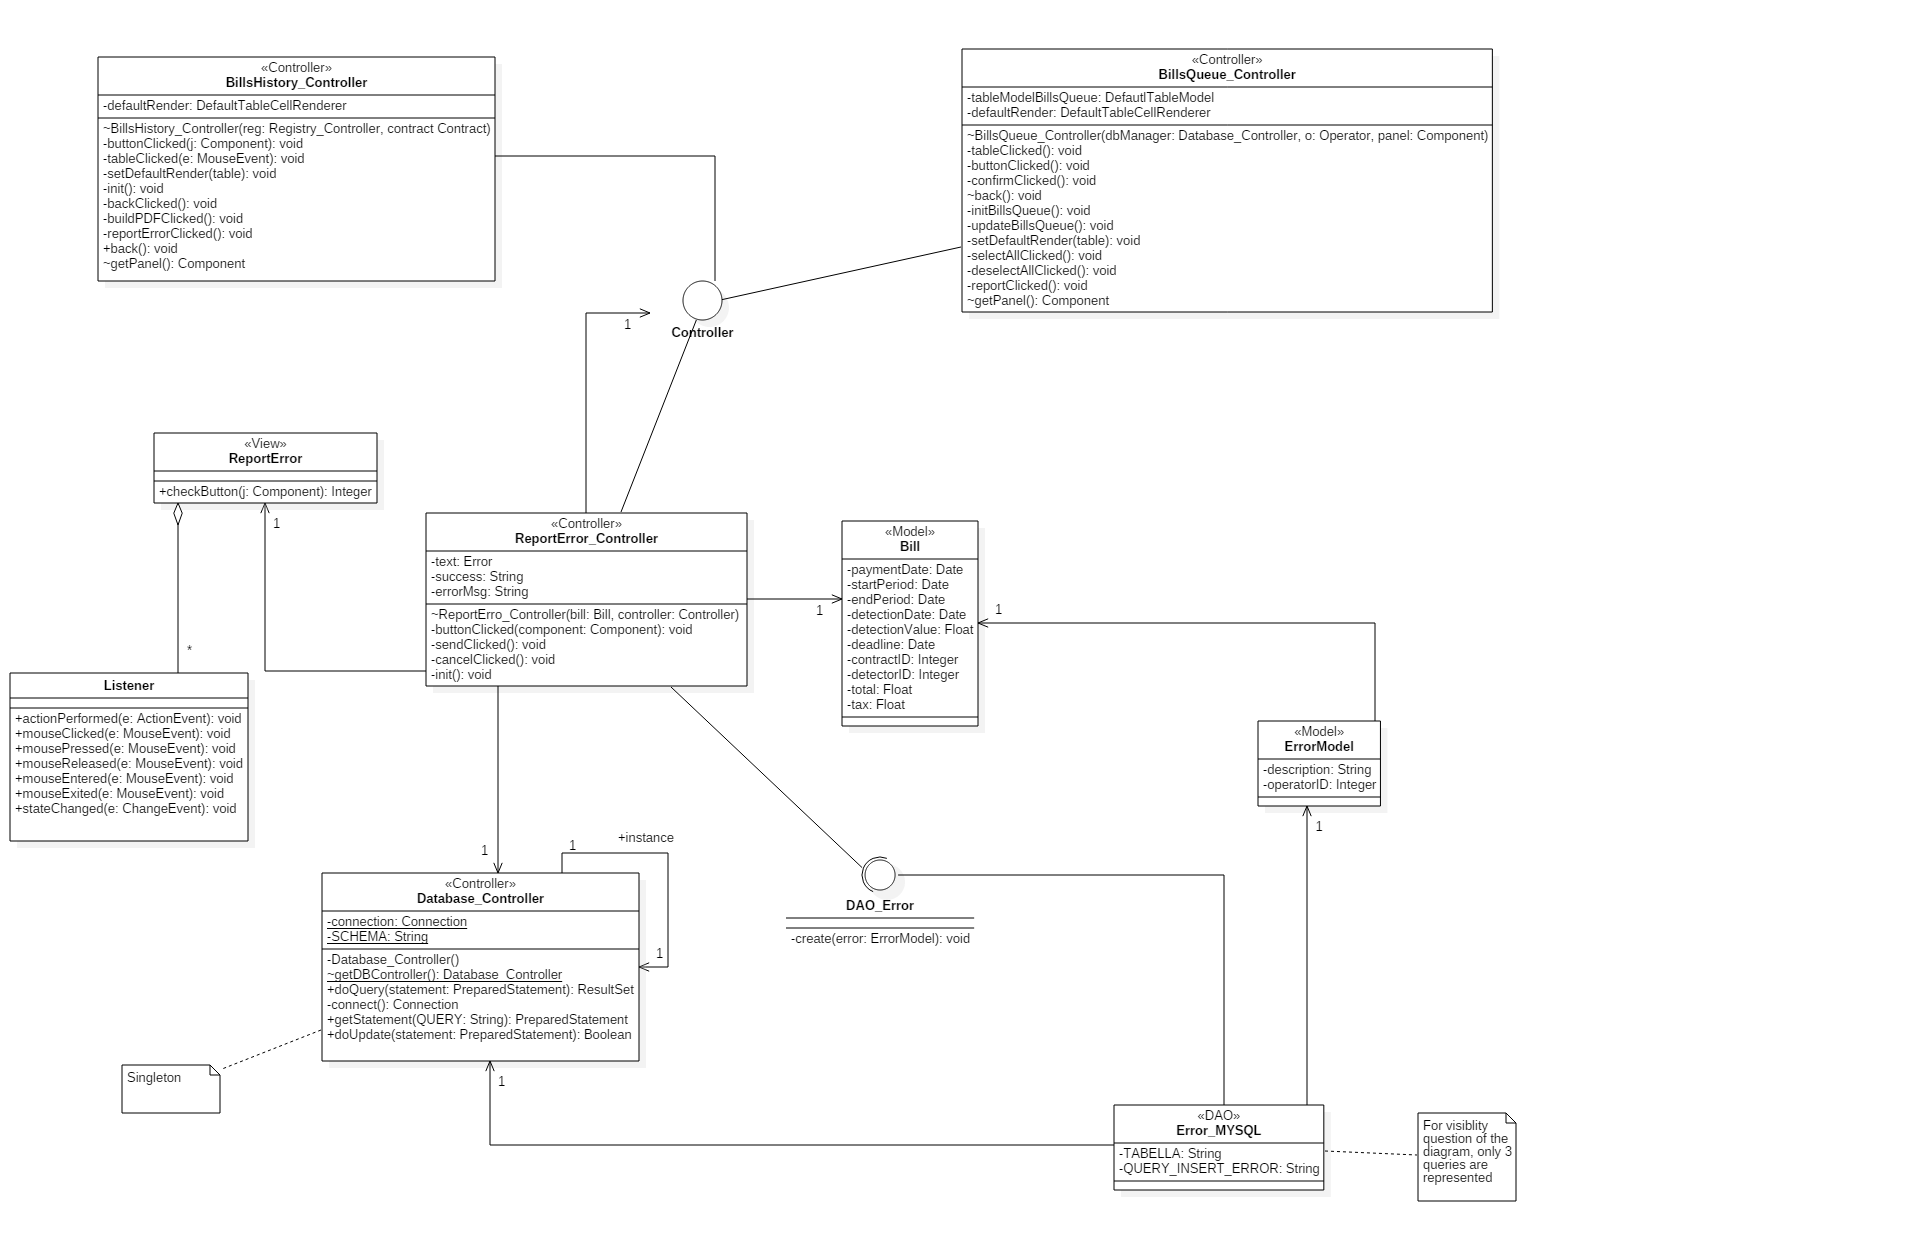 «Controller»
BillsHistory_Controller
-defaultRender: DefaultTableCellRenderer
~BillsHistory_Controller(reg: Registry_Controller, contract Contract)
-buttonClicked(j: Component): void
-tableClicked(e: MouseEvent): void
-setDefaultRender(table): void
-init(): void
-backClicked(): void
-buildPDFClicked(): void
-reportErrorClicked(): void
+back(): void
~getPanel(): Component
«Controller»
BillsQueue_Controller
-tableModelBillsQueue: DefautlTableModel
-defaultRender: DefaultTableCellRenderer
~BillsQueue_Controller(dbManager: Database_Controller, o: Operator, panel: Component)
-tableClicked(): void
-buttonClicked(): void
-confirmClicked(): void
~back(): void
-initBillsQueue(): void
-updateBillsQueue(): void
-setDefaultRender(table): void
-selectAllClicked(): void
-deselectAllClicked(): void
-reportClicked(): void
~getPanel(): Component
1
Controller
«View»
ReportError
+checkButton(j: Component): Integer
1
*
Listener
+actionPerformed(e: ActionEvent): void
+mouseClicked(e: MouseEvent): void
+mousePressed(e: MouseEvent): void
+mouseReleased(e: MouseEvent): void
+mouseEntered(e: MouseEvent): void
+mouseExited(e: MouseEvent): void
+stateChanged(e: ChangeEvent): void
«Controller»
ReportError_Controller
-text: Error
-success: String
-errorMsg: String
~ReportErro_Controller(bill: Bill, controller: Controller)
-buttonClicked(component: Component): void
-sendClicked(): void
-cancelClicked(): void
-init(): void
1
«Model»
Bill
-paymentDate: Date
-startPeriod: Date
-endPeriod: Date
-detectionDate: Date
-detectionValue: Float
-deadline: Date
-contractID: Integer
-detectorID: Integer
-total: Float
-tax: Float
1
«Model»
ErrorModel
-description: String
-operatorID: Integer
1
1
1
+instance
1
«Controller»
Database_Controller
-connection: Connection
-SCHEMA: String
-Database_Controller()
~getDBController(): Database_Controller
+doQuery(statement: PreparedStatement): ResultSet
-connect(): Connection
+getStatement(QUERY: String): PreparedStatement
+doUpdate(statement: PreparedStatement): Boolean
1
DAO_Error
-create(error: ErrorModel): void
Singleton
«DAO»
Error_MYSQL
-TABELLA: String
-QUERY_INSERT_ERROR: String
For visiblity
question of the
diagram, only 3
queries are
represented